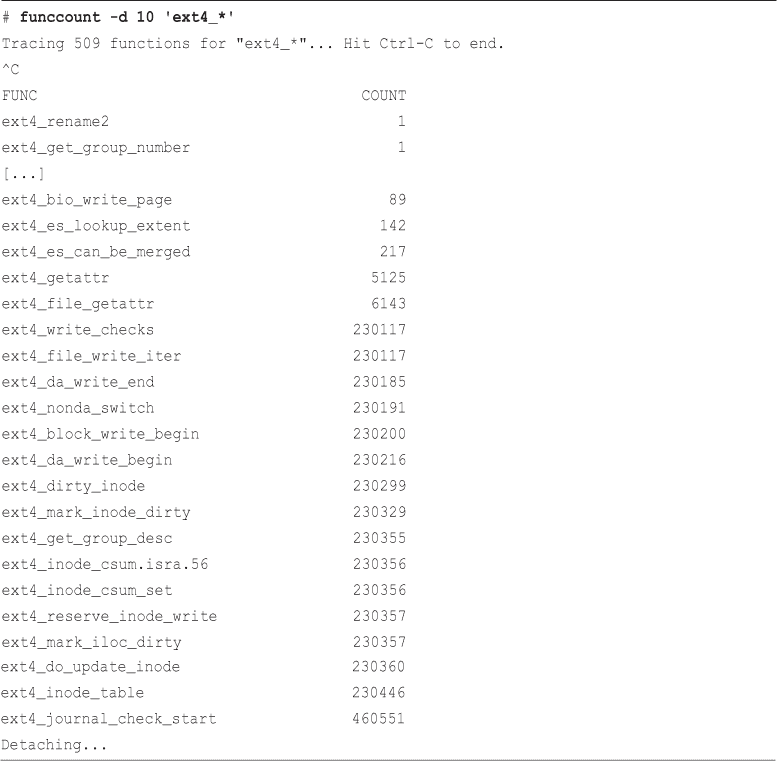 # funccount -d 10 'ext4_*'
Tracing 509 functions for "ext4_*"... Hit Ctrl-C to end.
^C
FUNC COUNT
ext4_rename2 1
ext4_get_group_number 1
[...]
ext4_bio_write_page 89
ext4_es_lookup_extent 142
ext4_es_can_be_merged 217
ext4_getattr 5125
ext4_file_getattr 6143
ext4_write_checks 230117
ext4_file_write_iter 230117
ext4_da_write_end 230185
ext4_nonda_switch 230191
ext4_block_write_begin 230200
ext4_da_write_begin 230216
ext4_dirty_inode 230299
ext4_mark_inode_dirty 230329
ext4_get_group_desc 230355
ext4_inode_csum.isra.56 230356
ext4_inode_csum_set 230356
ext4_reserve_inode_write 230357
ext4_mark_iloc_dirty 230357
ext4_do_update_inode 230360
ext4_inode_table 230446
ext4_journal_check_start 460551
Detaching...